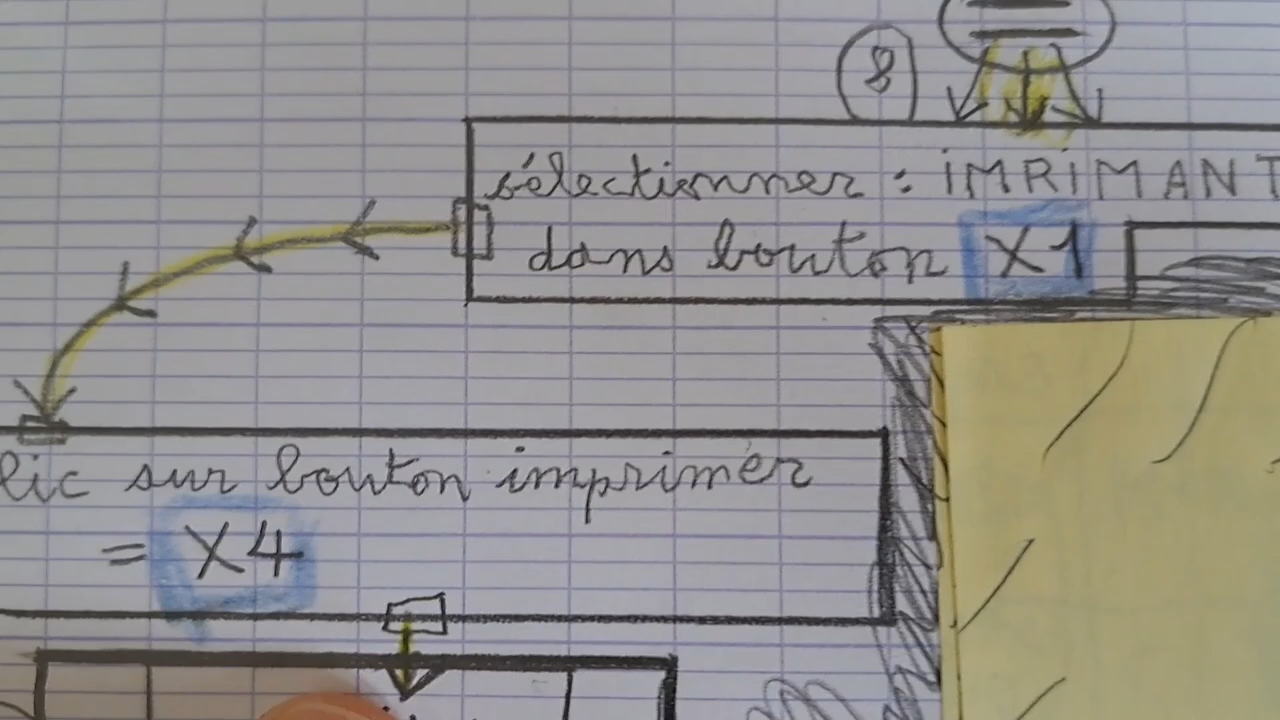 8
sélectionner : iMRiMANT
dans bouton X1
lic sur bouton imprimer
= X4